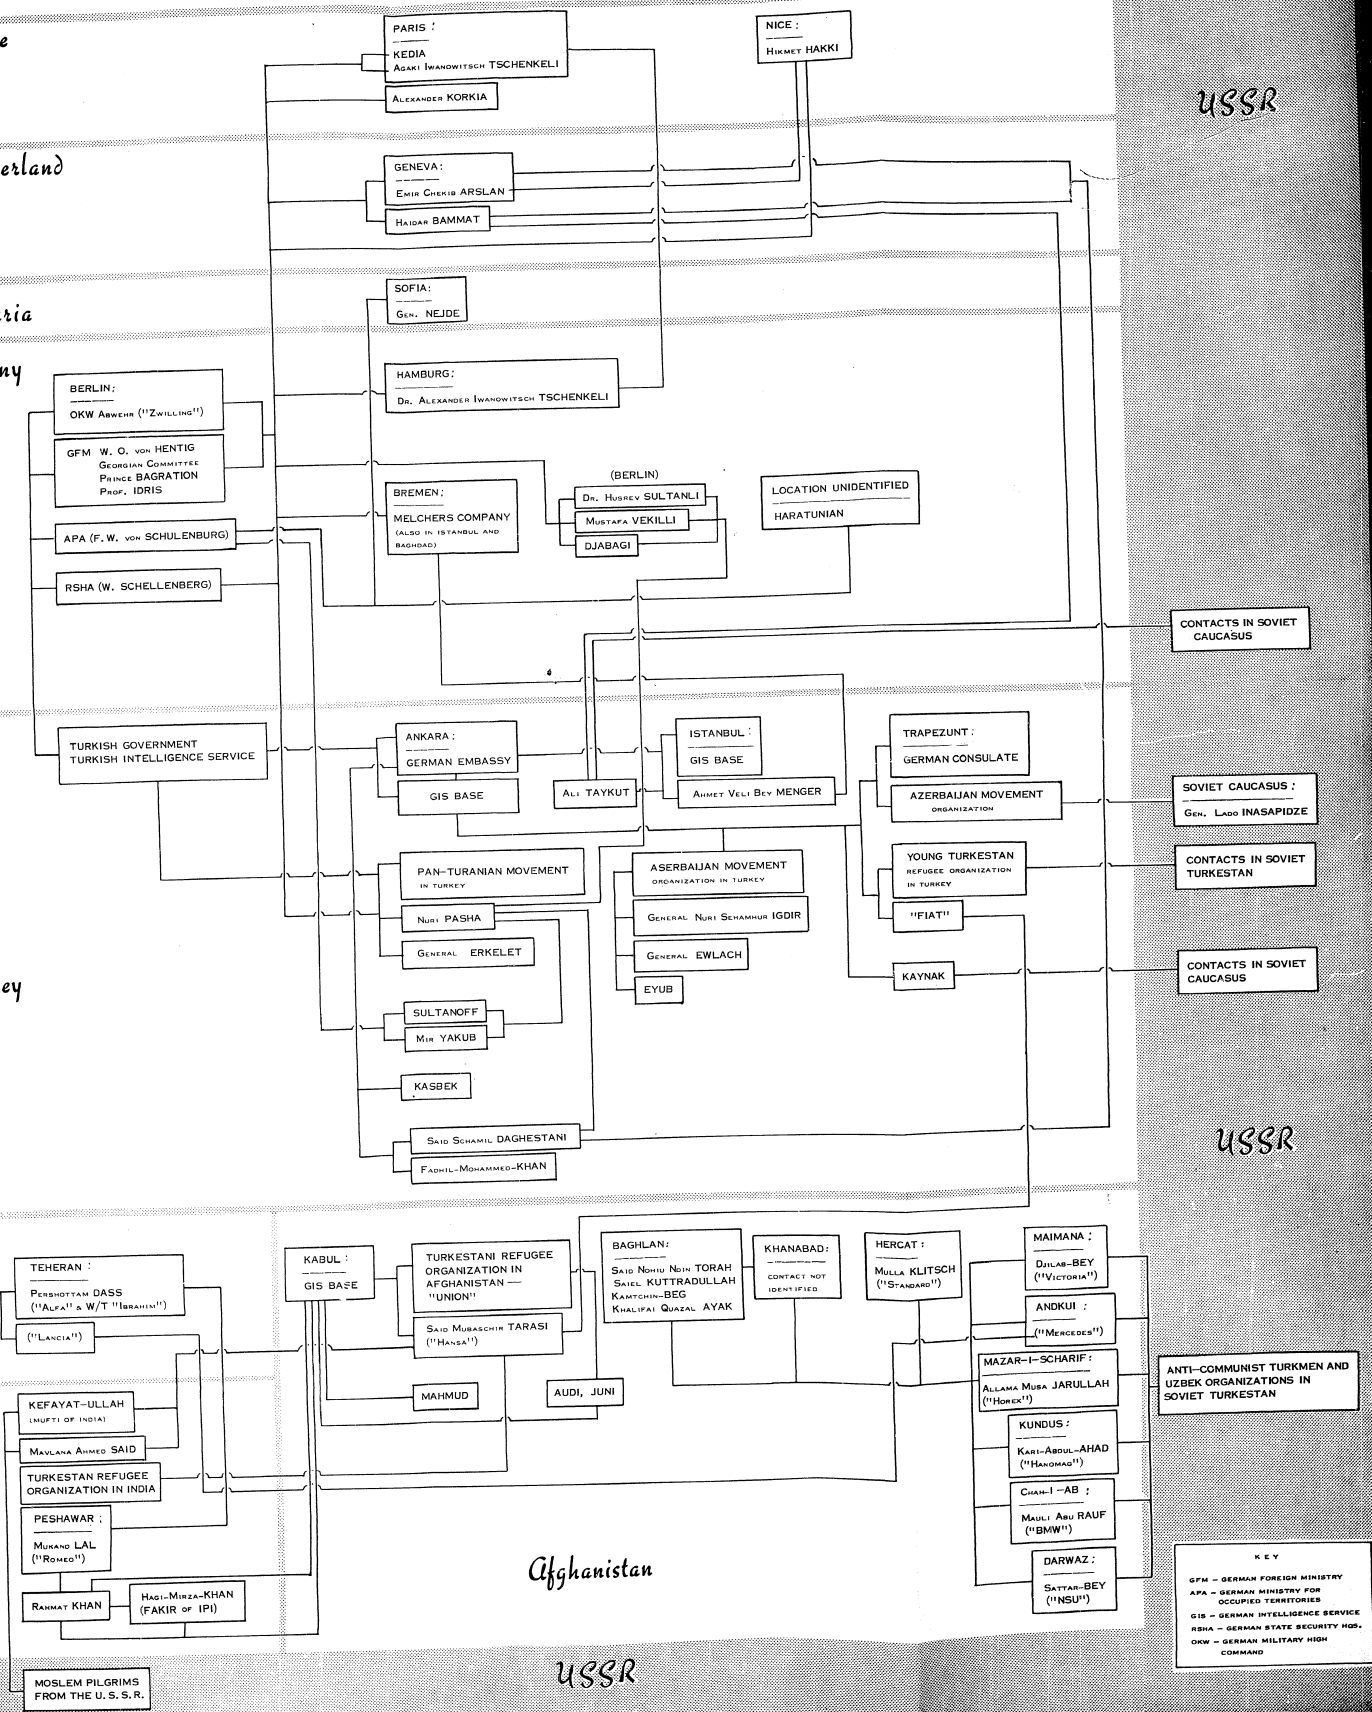 e
PARIS :
KEDIA
AGAKI IWANOWITSCH TSCHENKELI
ALEXANDER KORKIA
NICE :
HIKMET HAKKI
USSR
erland
GENEVA:
EMIR CHEKIB ARSLAN
HAIDAR BAMMAT
ria
SOFIA:
GEN. NEJDE
ny
BERLIN:
OKW ABWEHR ("ZWILLING")
GFM W. O. VON HENTIG
GEORGIAN COMMITTEE
PRINCE BAGRATION
PROF. IDRIS
APA (F. W. VON SCHULENBURG)
RSHA (W. SCHELLENBERG)
HAMBURG:
DR. ALEXANDER IWANOWITSCH TSCHENKELI
BREMEN:
MELCHERS COMPANY
(ALSO IN ISTANBUL AND
BAGHDAD)
(BERLIN)
DR. HUSREV SULTANLI
MUSTAFA VEKILLI
DJABAGI
LOCATION UNIDENTIFIED
HARATUNIAN
CONTACTS IN SOVIET
CAUCASUS
TURKISH GOVERNMENT
TURKISH INTELLIGENCE SERVICE
ANKARA:
GERMAN EMBASSY
GIS BASE
ALI TAYKUT
ISTANBUL:
GIS BASE
AHMET VELI BEY MENGER
TRAPEZUNT:
GERMAN CONSULATE
AZERBAIJAN MOVEMENT
ORGANIZATION
SOVIET CAUCASUS :
GEN. LADO INASAPIDZE
ey
PAN-TURANIAN MOVEMENT
IN TURKEY
NURI PASHA
GENERAL ERKELET
ASERBAIJAN MOVEMENT
ORGANIZATION IN TURKEY
GENERAL NURI SEHAMHUR IGDIR
GENERAL EWLACH
EYUB
YOUNG TURKESTAN
REFUGEE ORGANIZATION
IN TURKEY
"FIAT"
KAYNAK
CONTACTS IN SOVIET
TURKESTAN
CONTACTS IN SOVIET
CAUCASUS
SULTANOFF
MIR YAKUB
KASBEK
SAID SCHAMIL DAGHESTANI
FADHIL-MOHAMMED-KHAN
USSR
TEHERAN :
PERSHOTTAM DASS
("ALFA" & W/T "IBRAHIM")
("LANCIA")
KABUL :
GIS BASE
TURKESTANI REFUGEE
ORGANIZATION IN
AFGHANISTAN —
"UNION"
SAID MUBASCHIR TARASI
("HANSA")
MAHMUD
AUDI, JUNI
BAGHLAN:
SAID NOHIU NDIN TORAH
SAIEL KUTTRADULLAH
KAMTCHIN-BEG
KHALIFAI QUAZAL AYAK
KHANABAD:
CONTACT NOT
IDENTIFIED
HERCAT :
MULLA KLITSCH
("STANDARD")
MAIMANA :
DJILAS-BEY
("VICTORIA")
ANDKUI :
("MERCEDES")
MAZAR-I-SCHARIF:
ALLAMA MUSA JARULLAH
("HOREX")
KUNDUS :
KARI-ABDUL-AHAD
("HANOMAG")
CHAH-I-AB :
MAULI ABU RAUF
("BMW")
DARWAZ :
SATTAR-BEY
("NSU")
ANTI-COMMUNIST TURKMEN AND
UZBEK ORGANIZATIONS IN
SOVIET TURKESTAN
KEFAYAT-ULLAH
(MUFTI OF INDIA)
MAVLANA AHMED SAID
TURKESTAN REFUGEE
ORGANIZATION IN INDIA
PESHAWAR :
MUKAND LAL
("ROMEO")
RAHMAT KHAN
HAGI-MIRZA-KHAN
(FAKIR OF IPI)
MOSLEM PILGRIMS
FROM THE U.S.S.R.
Afghanistan
USSR
KEY
GFM – GERMAN FOREIGN MINISTRY
APA – GERMAN MINISTRY FOR
OCCUPIED TERRITORIES
GIS – GERMAN INTELLIGENCE SERVICE
RSHA – GERMAN STATE SECURITY HQS.
OKW – GERMAN MILITARY HIGH
COMMAND